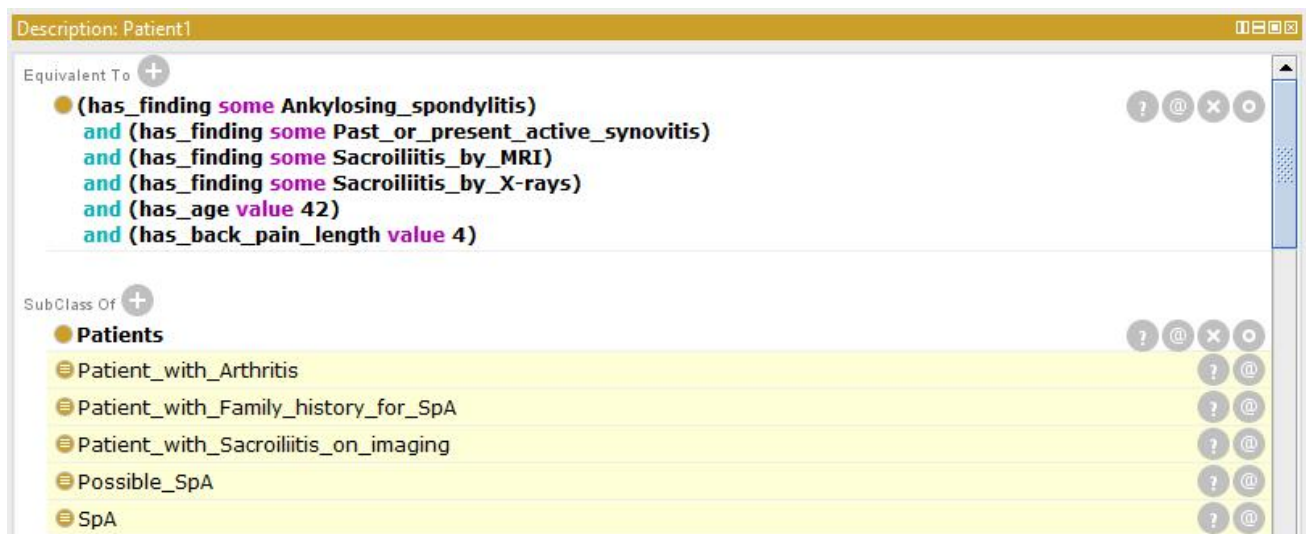 Description: Patient1
Equivalent To
(has_finding some Ankylosing_spondylitis)
and (has_finding some Past_or_present_active_synovitis)
and (has_finding some Sacroiliitis_by_MRI)
and (has_finding some Sacroiliitis_by_X-rays)
and (has_age value 42)
and (has_back_pain_length value 4)
SubClass Of
Patients
Patient_with_Arthritis
Patient_with_Family_history_for_SpA
Patient_with_Sacroiliitis_on_imaging
Possible_SpA
SpA